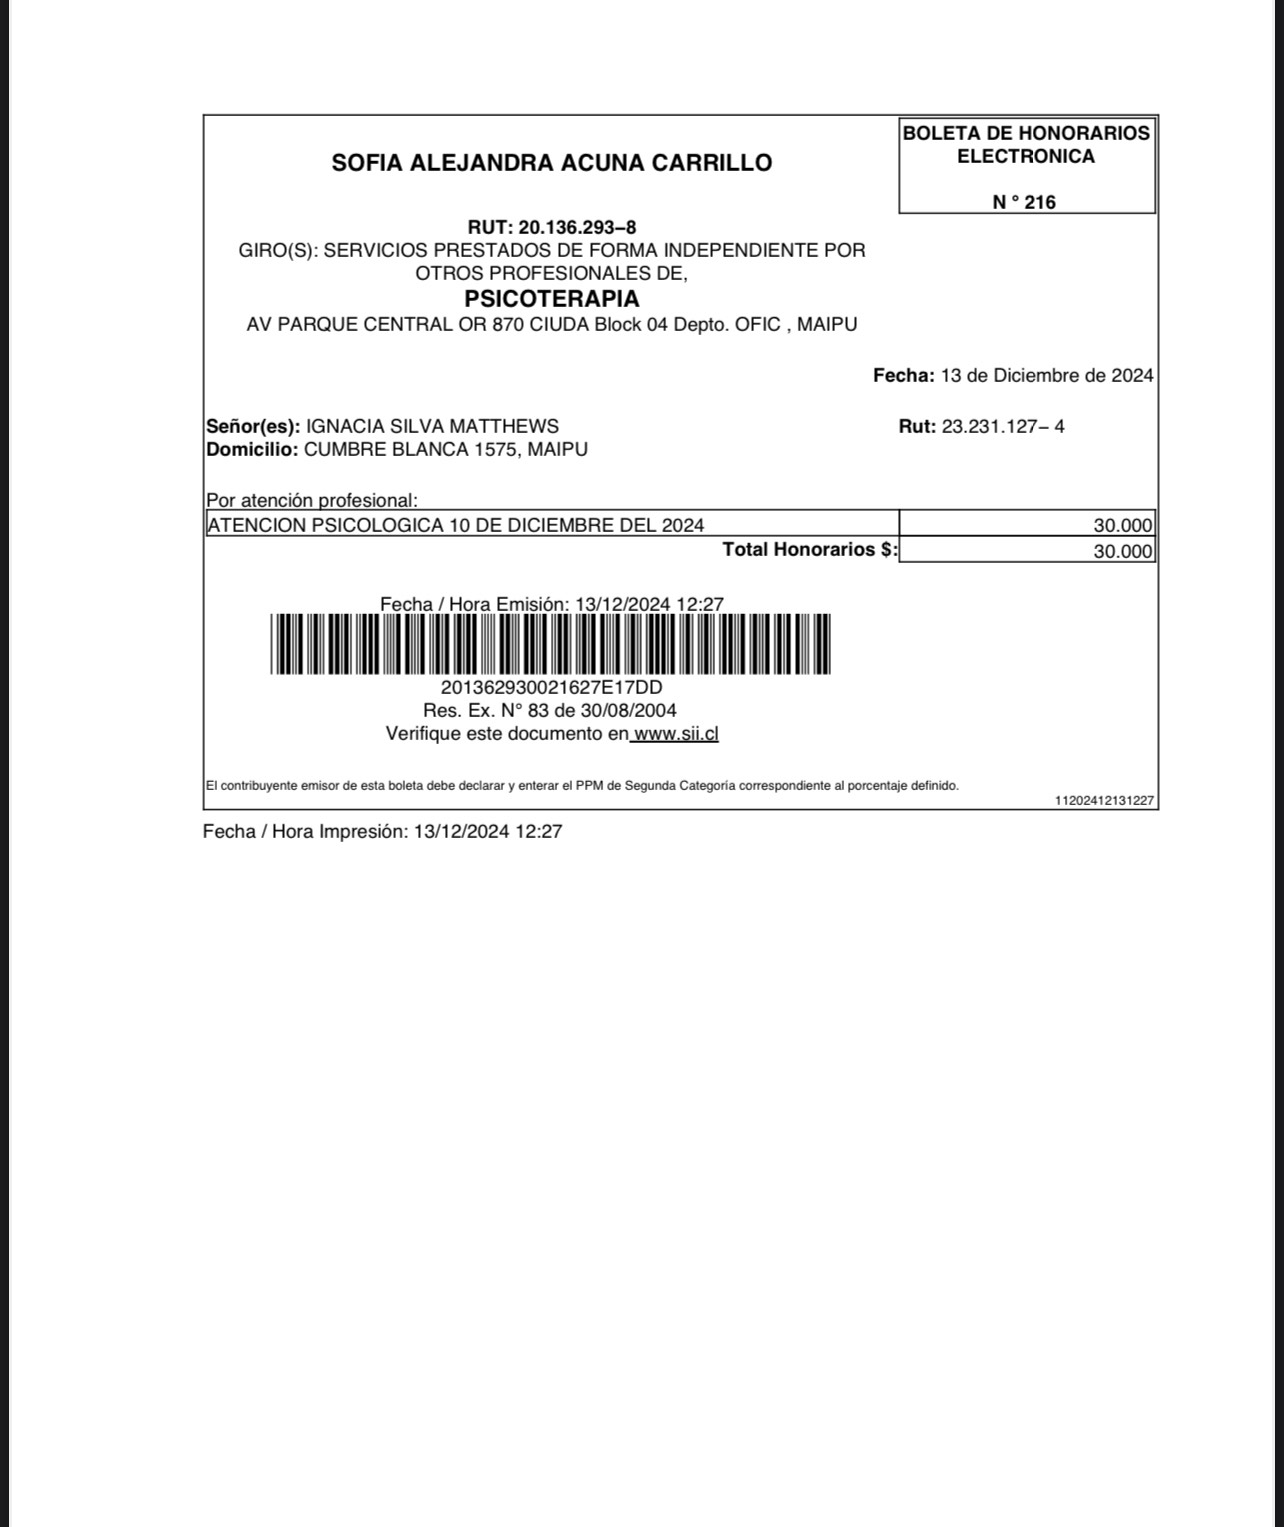 BOLETA DE HONORARIOS
ELECTRONICA
N ° 216
SOFIA ALEJANDRA ACUNA CARRILLO
RUT: 20.136.293–8
GIRO(S): SERVICIOS PRESTADOS DE FORMA INDEPENDIENTE POR
OTROS PROFESIONALES DE,
PSICOTERAPIA
AV PARQUE CENTRAL OR 870 CIUDA Block 04 Depto. OFIC , MAIPU
Fecha: 13 de Diciembre de 2024
Señor(es): IGNACIA SILVA MATTHEWS Rut: 23.231.127– 4
Domicilio: CUMBRE BLANCA 1575, MAIPU
Por atención profesional:
ATENCION PSICOLOGICA 10 DE DICIEMBRE DEL 2024 30.000
Total Honorarios $: 30.000
Fecha / Hora Emisión: 13/12/2024 12:27
201362930021627E17DD
Res. Ex. N° 83 de 30/08/2004
Verifique este documento en www.sii.cl
El contribuyente emisor de esta boleta debe declarar y enterar el PPM de Segunda Categoría correspondiente al porcentaje definido.
11202412131227
Fecha / Hora Impresión: 13/12/2024 12:27